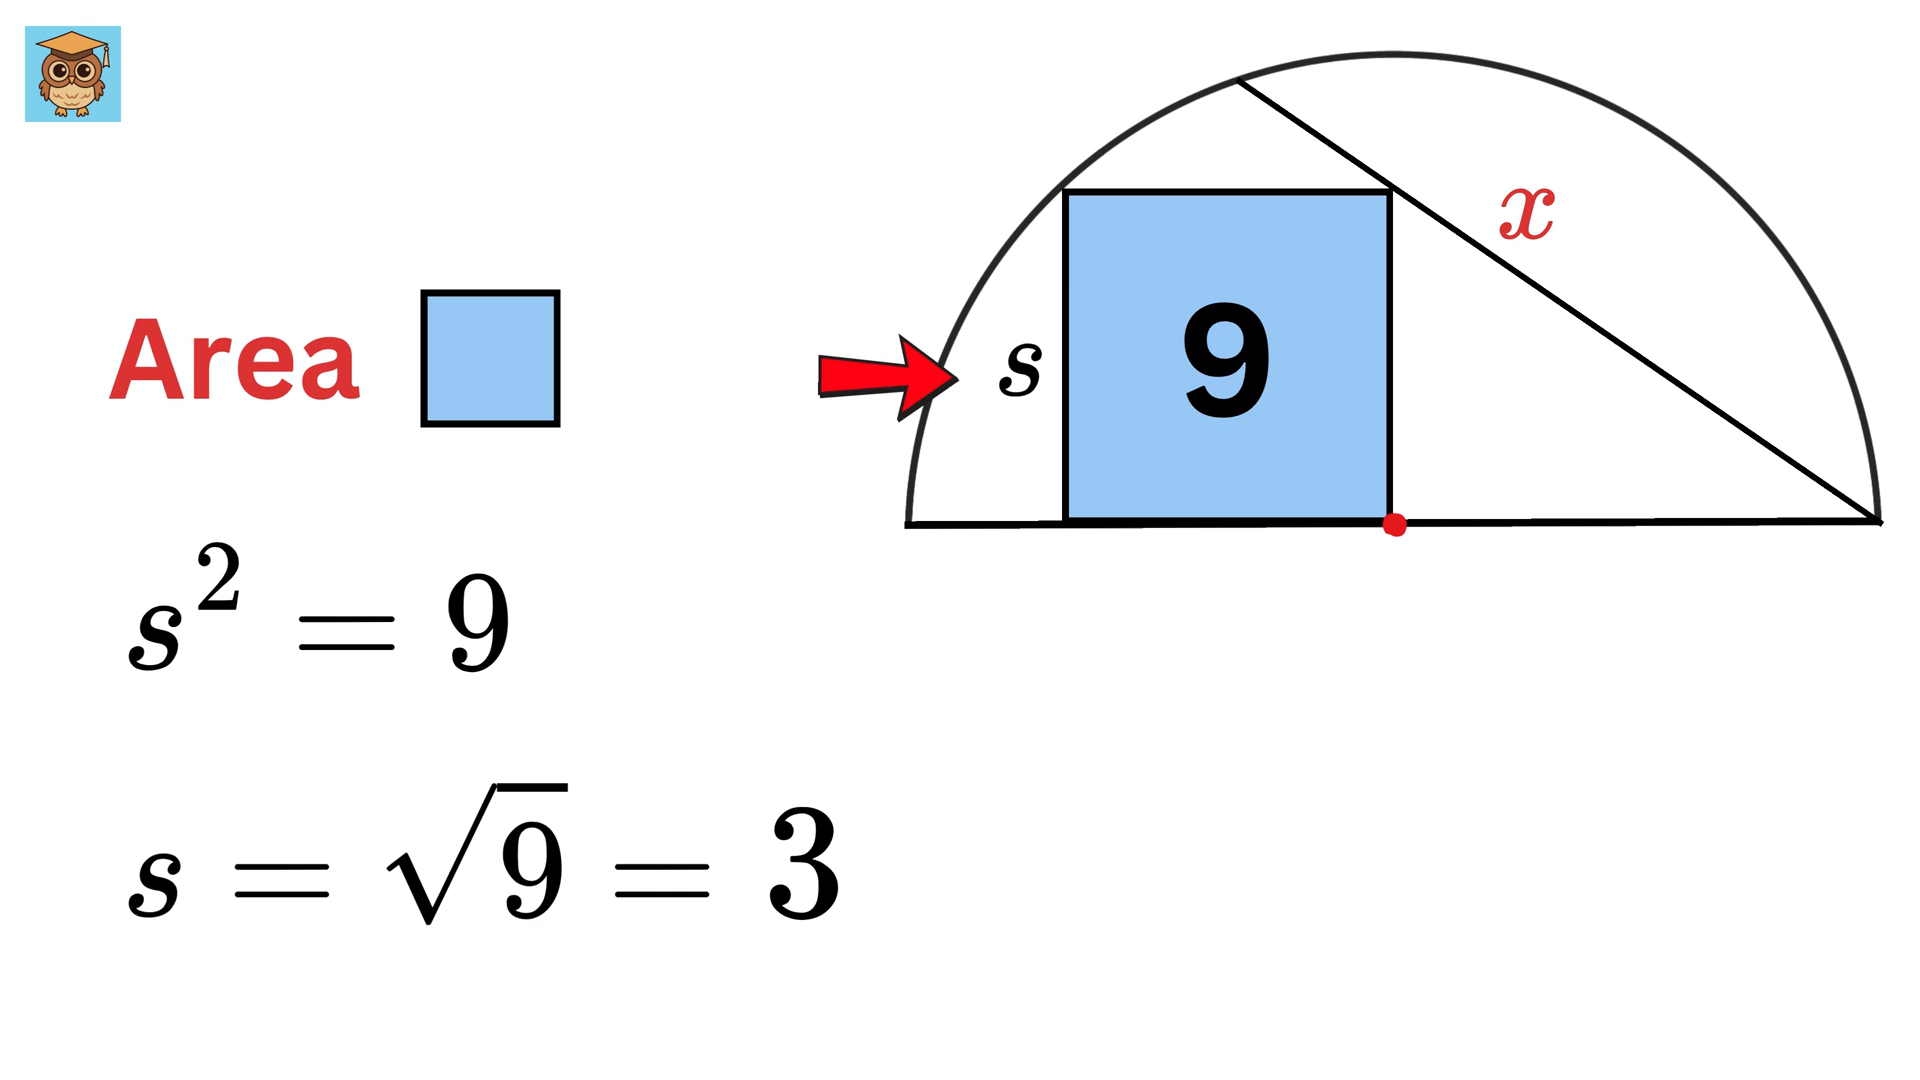 Area
s² = 9
s = √9 = 3
s
9
x